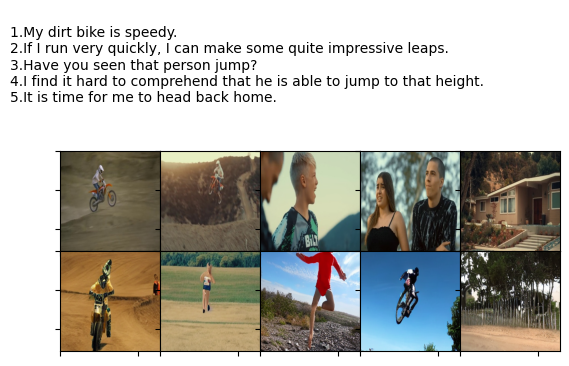 1.My dirt bike is speedy.
2.If I run very quickly, I can make some quite impressive leaps.
3.Have you seen that person jump?
4.I find it hard to comprehend that he is able to jump to that height.
5.It is time for me to head back home.